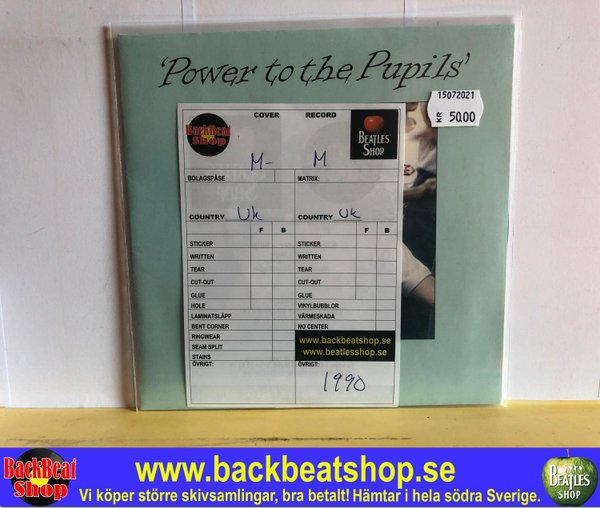 'Power to the Pupils'
15072021
KR 50.00
COVER RECORD
BackBeat Shop
BEATLES SHOP
M- M
BOLAGSPÅSE MATRIX:
COUNTRY UK COUNTRY UK
F B F B
STICKER STICKER
WRITTEN WRITTEN
TEAR TEAR
CUT-OUT CUT-OUT
GLUE GLUE
HOLE VINYLBUBBLOR
LAMINATSLÄPP VÄRMESKADA
BENT CORNER NO CENTER
RINGWEAR
SEAM SPLIT
STAINS
www.backbeatshop.se
www.beatlesshop.se
ÖVRIGT: ÖVRIGT:
1990
BackBeat Shop
www.backbeatshop.se
Vi köper större skivsamlingar, bra betalt! Hämtar i hela södra Sverige.
BEATLES SHOP